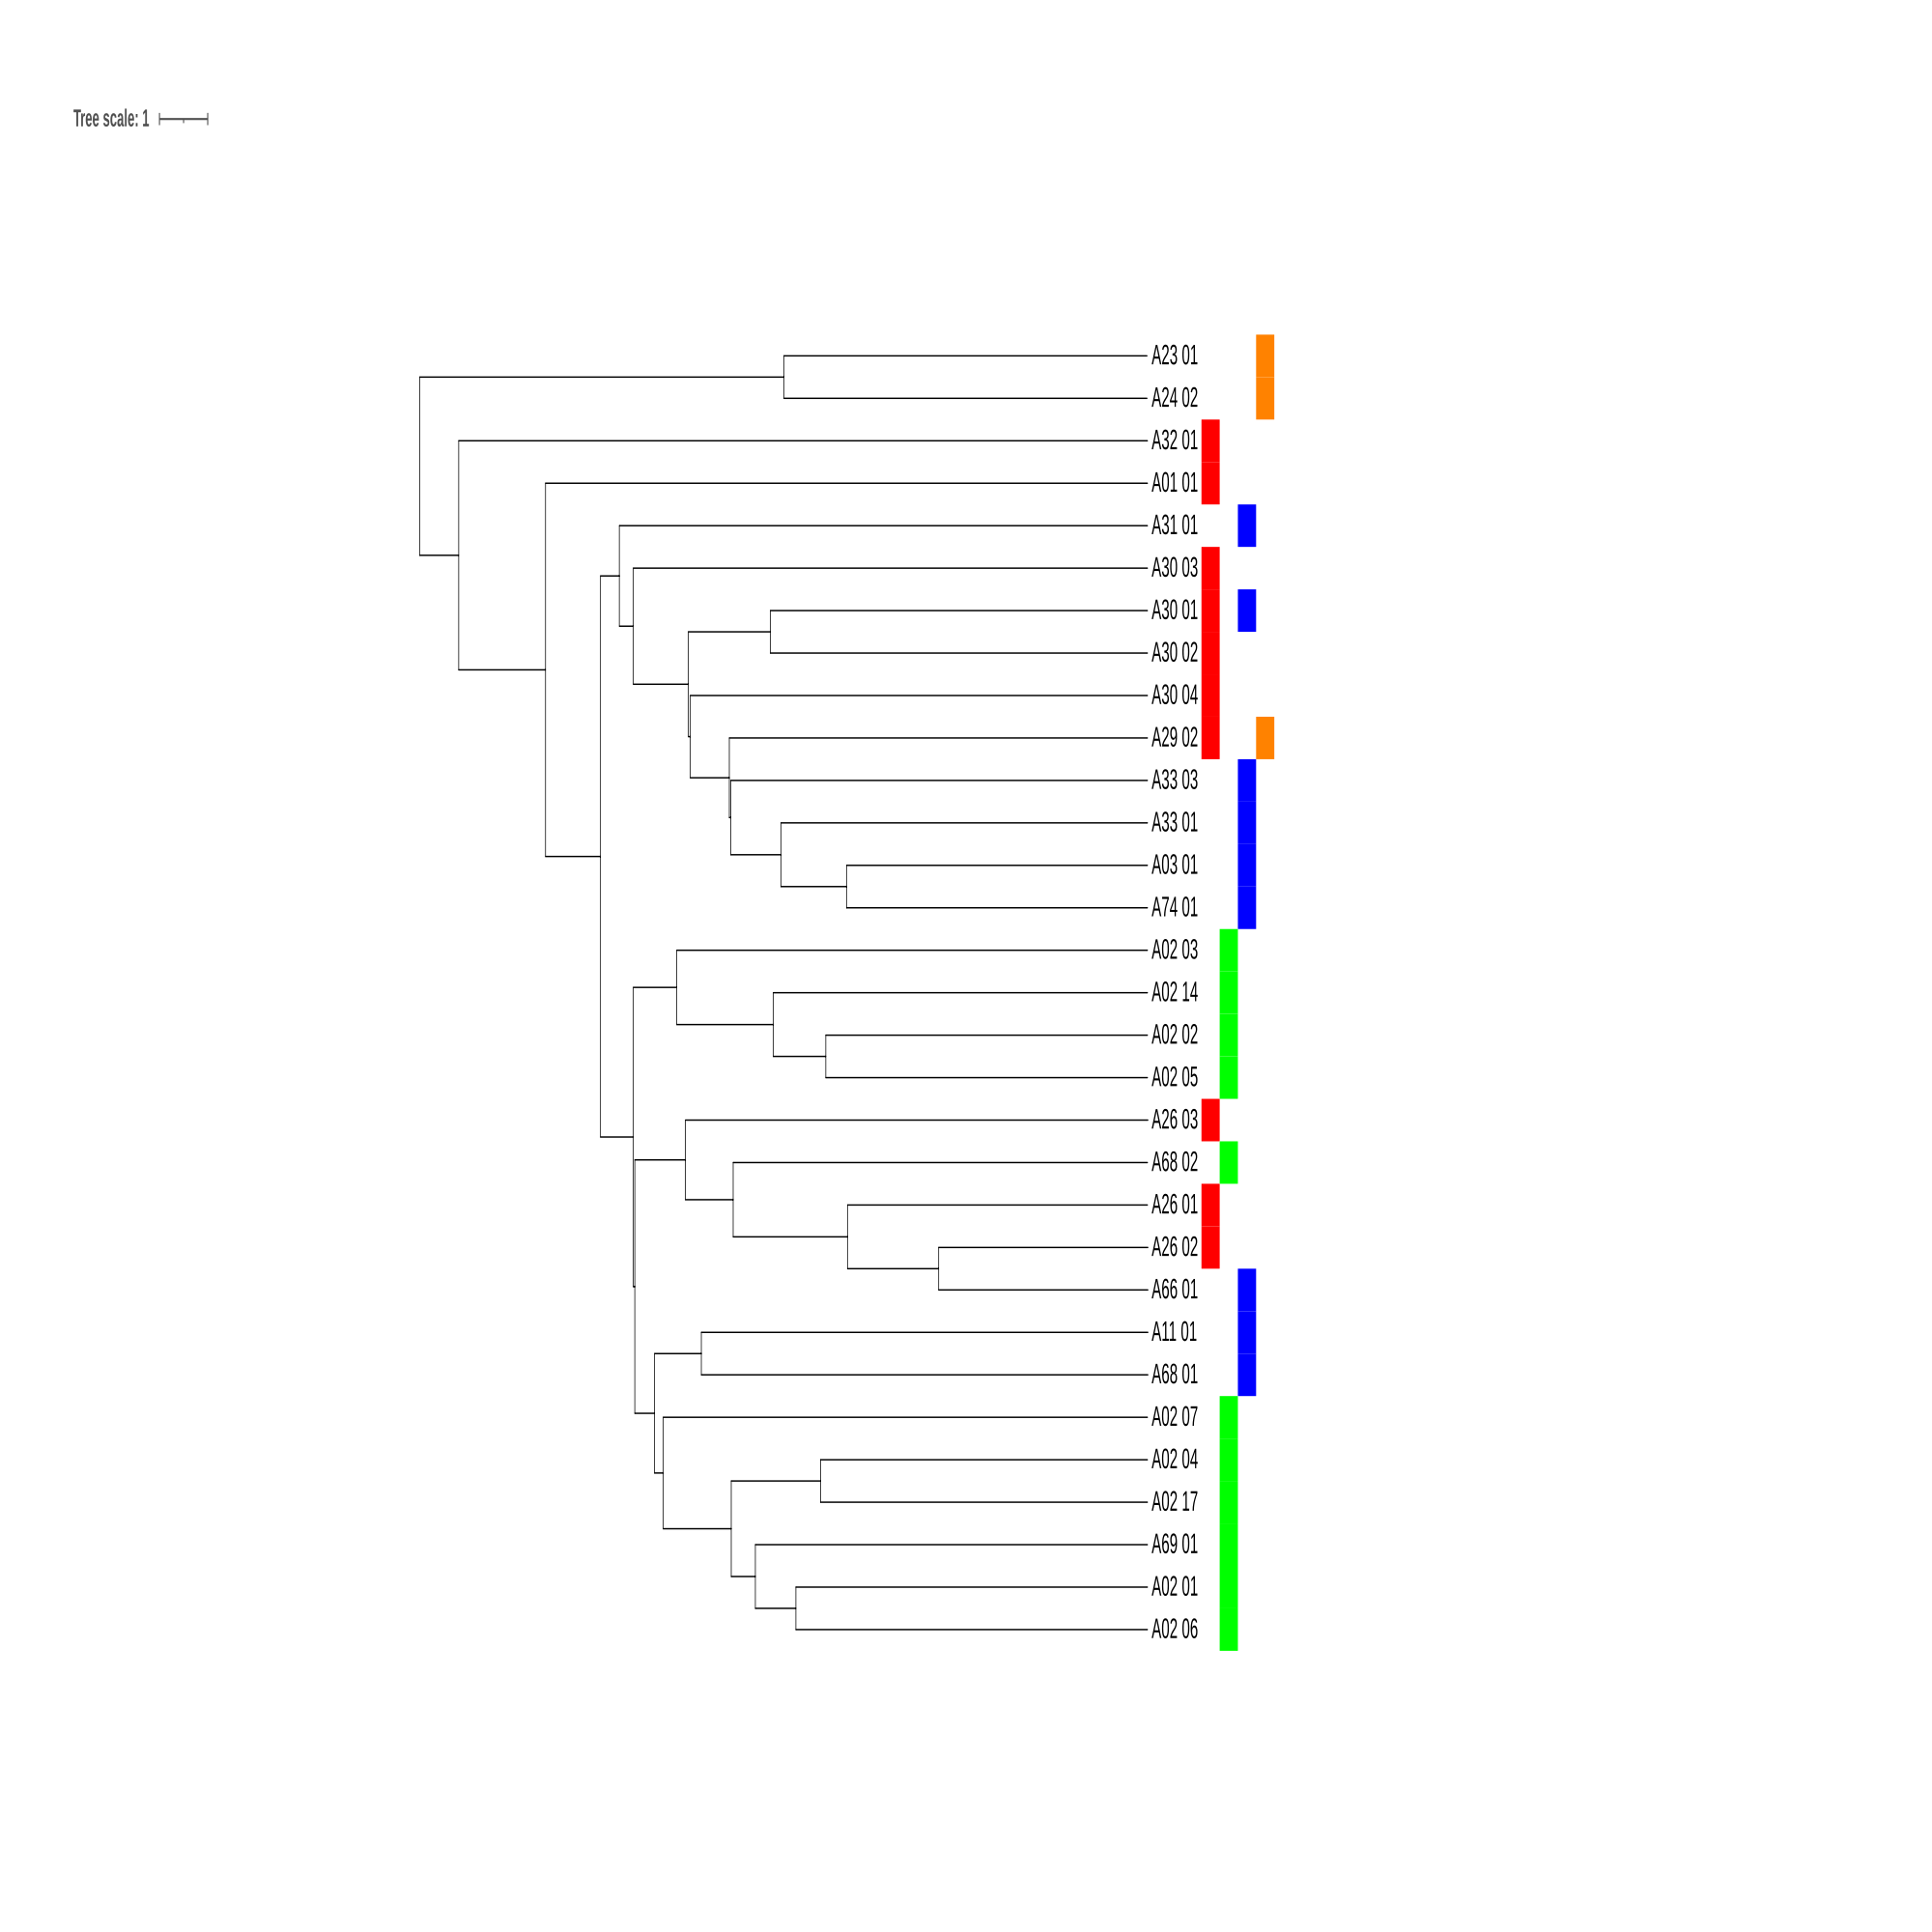 Tree scale: 1
A23 01
A24 02
A32 01
A01 01
A31 01
A30 03
A30 01
A30 02
A30 04
A29 02
A33 03
A33 01
A03 01
A74 01
A02 03
A02 14
A02 02
A02 05
A26 03
A68 02
A26 01
A26 02
A66 01
A11 01
A68 01
A02 07
A02 04
A02 17
A69 01
A02 01
A02 06